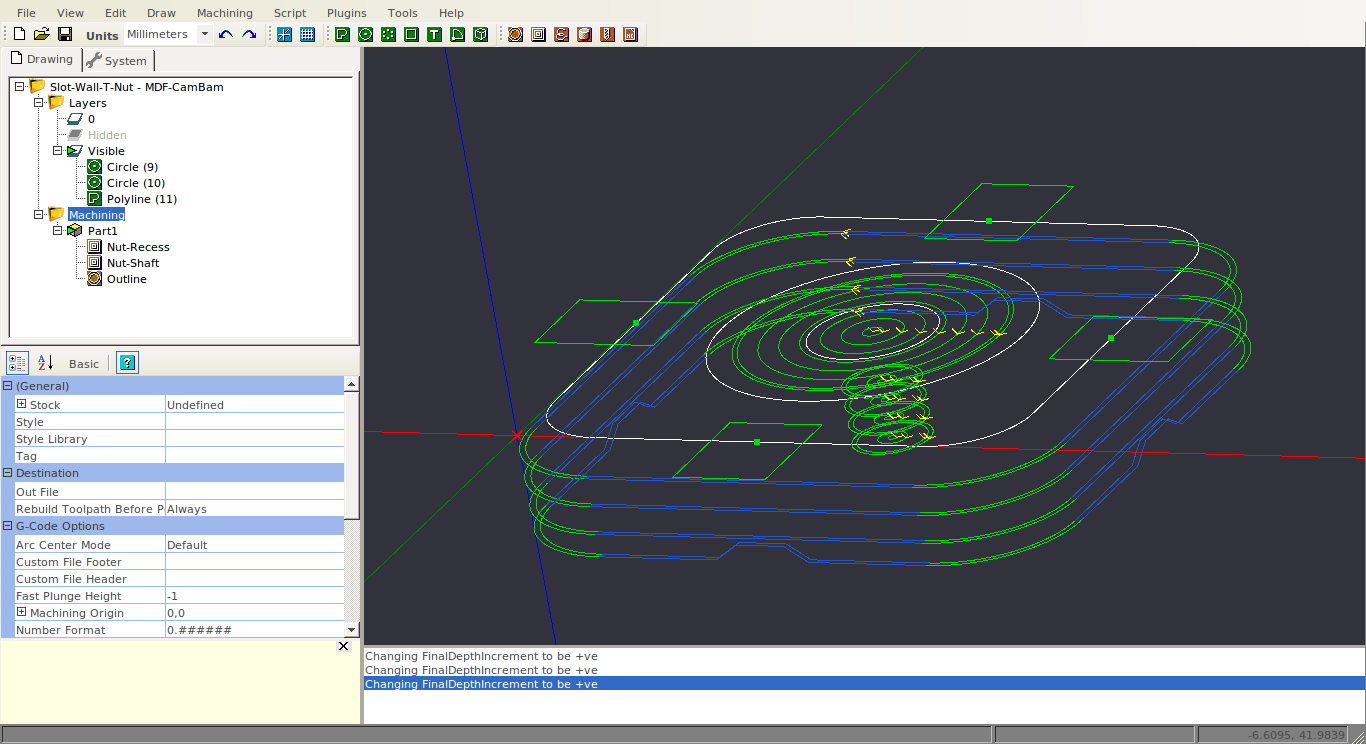 File View Edit Draw Machining Script Plugins Tools Help
Units Millimeters
Drawing System
Slot-Wall-T-Nut - MDF-CamBam
Layers
0
Hidden
Visible
Circle (9)
Circle (10)
Polyline (11)
Machining
Part1
Nut-Recess
Nut-Shaft
Outline
Basic
(General)
Stock Undefined
Style
Style Library
Tag
Destination
Out File
Rebuild Toolpath Before P Always
G-Code Options
Arc Center Mode Default
Custom File Footer
Custom File Header
Fast Plunge Height -1
Machining Origin 0,0
Number Format 0.######
Changing FinalDepthIncrement to be +ve
Changing FinalDepthIncrement to be +ve
Changing FinalDepthIncrement to be +ve
-6.6095, 41.9839